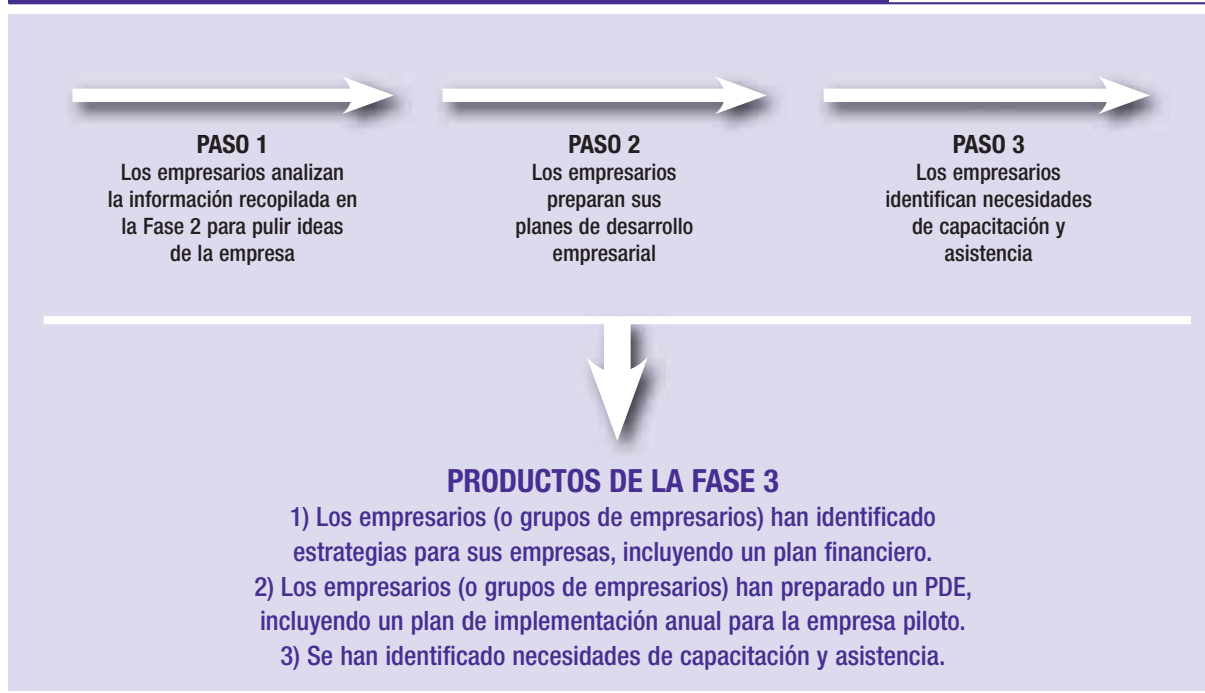 PASO 1
Los empresarios analizan
la información recopilada en
la Fase 2 para pulir ideas
de la empresa
PASO 2
Los empresarios
preparan sus
planes de desarrollo
empresarial
PASO 3
Los empresarios
identifican necesidades
de capacitación y
asistencia
PRODUCTOS DE LA FASE 3
1) Los empresarios (o grupos de empresarios) han identificado
estrategias para sus empresas, incluyendo un plan financiero.
2) Los empresarios (o grupos de empresarios) han preparado un PDE,
incluyendo un plan de implementación anual para la empresa piloto.
3) Se han identificado necesidades de capacitación y asistencia.